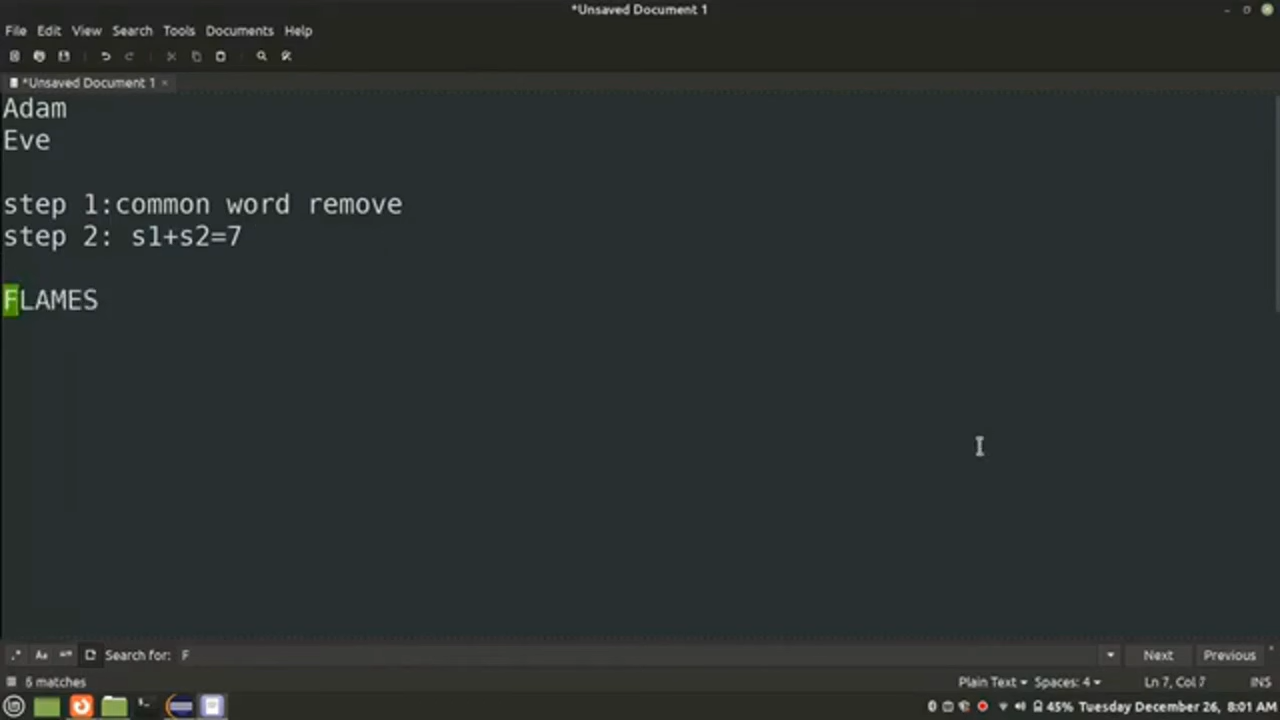 *Unsaved Document 1
File Edit View Search Tools Documents Help
*Unsaved Document 1 ×
Adam
Eve
step 1:common word remove
step 2: s1+s2=7
FLAMES
.* Aa Search for: F Next Previous
6 matches Plain Text Spaces: 4 Ln 7, Col 7 INS
45% Tuesday December 26, 8:01 AM